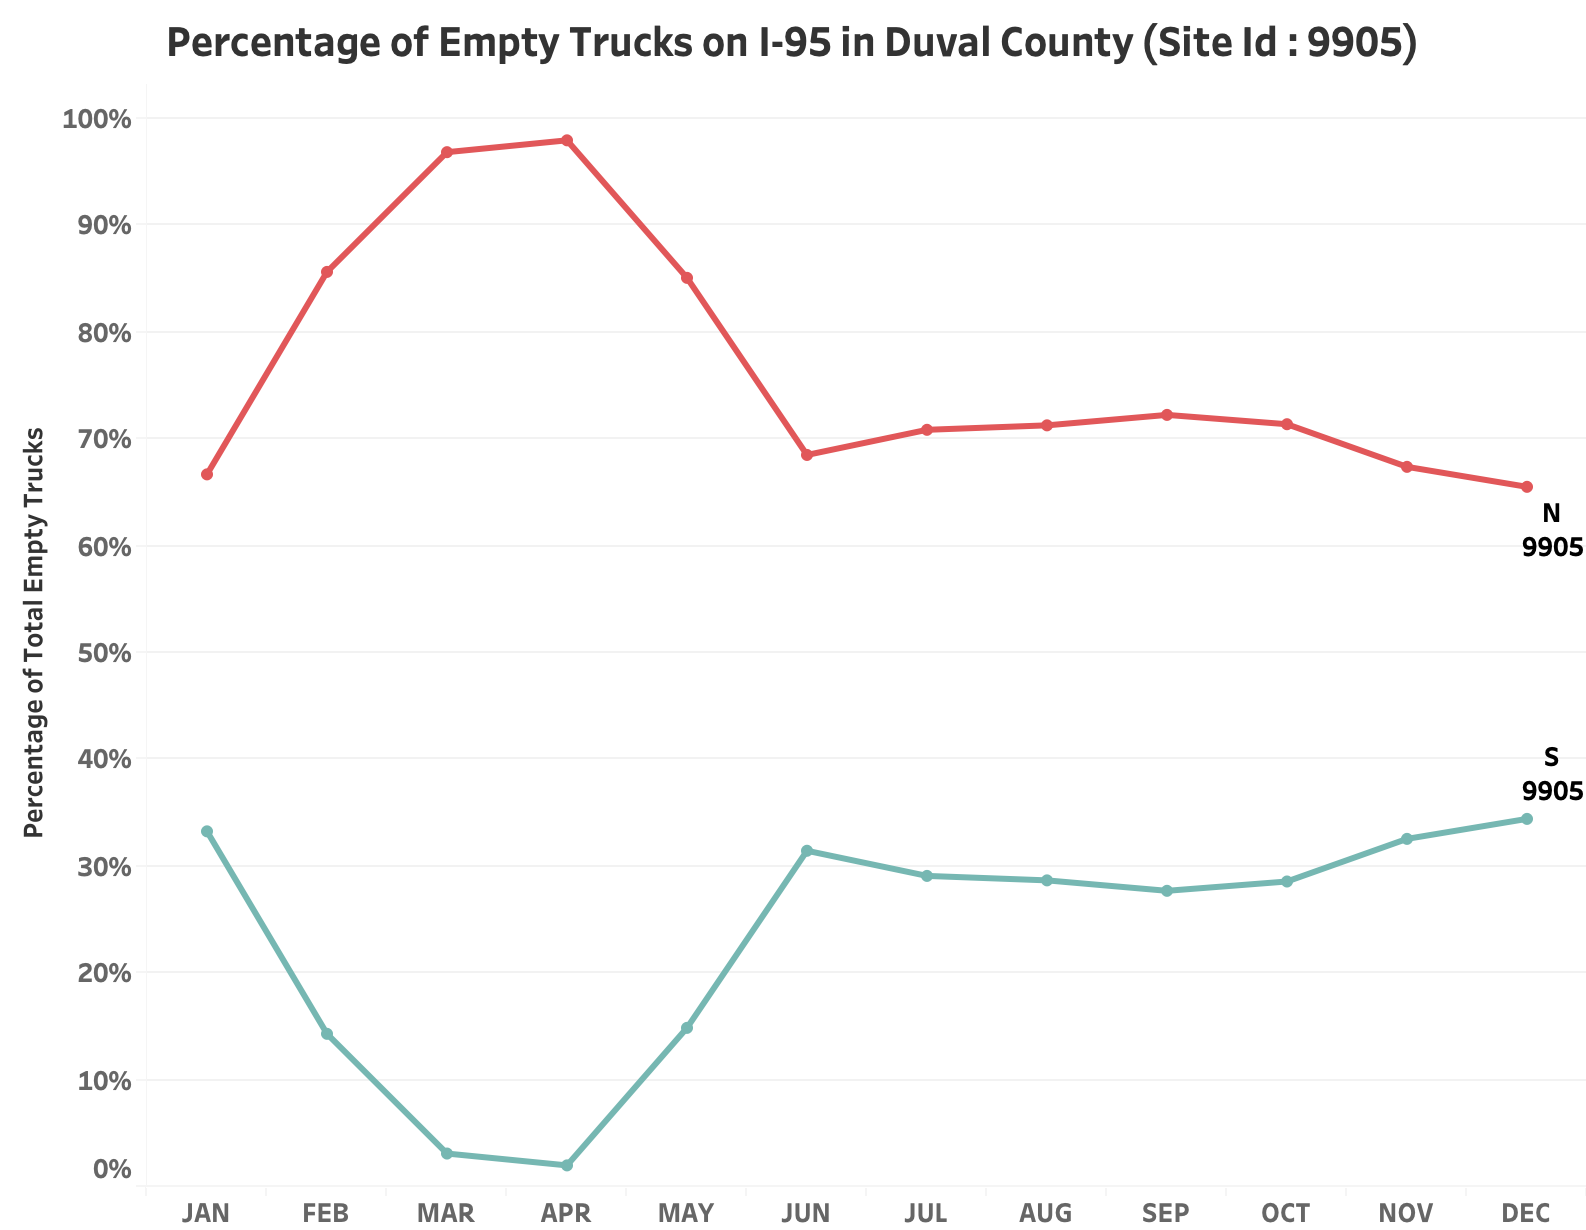 Percentage of Empty Trucks on I-95 in Duval County (Site Id : 9905)
Percentage of Total Empty Trucks
100%
90%
80%
70%
60%
50%
40%
30%
20%
10%
0%
N
9905
S
9905
JAN FEB MAR APR MAY JUN JUL AUG SEP OCT NOV DEC